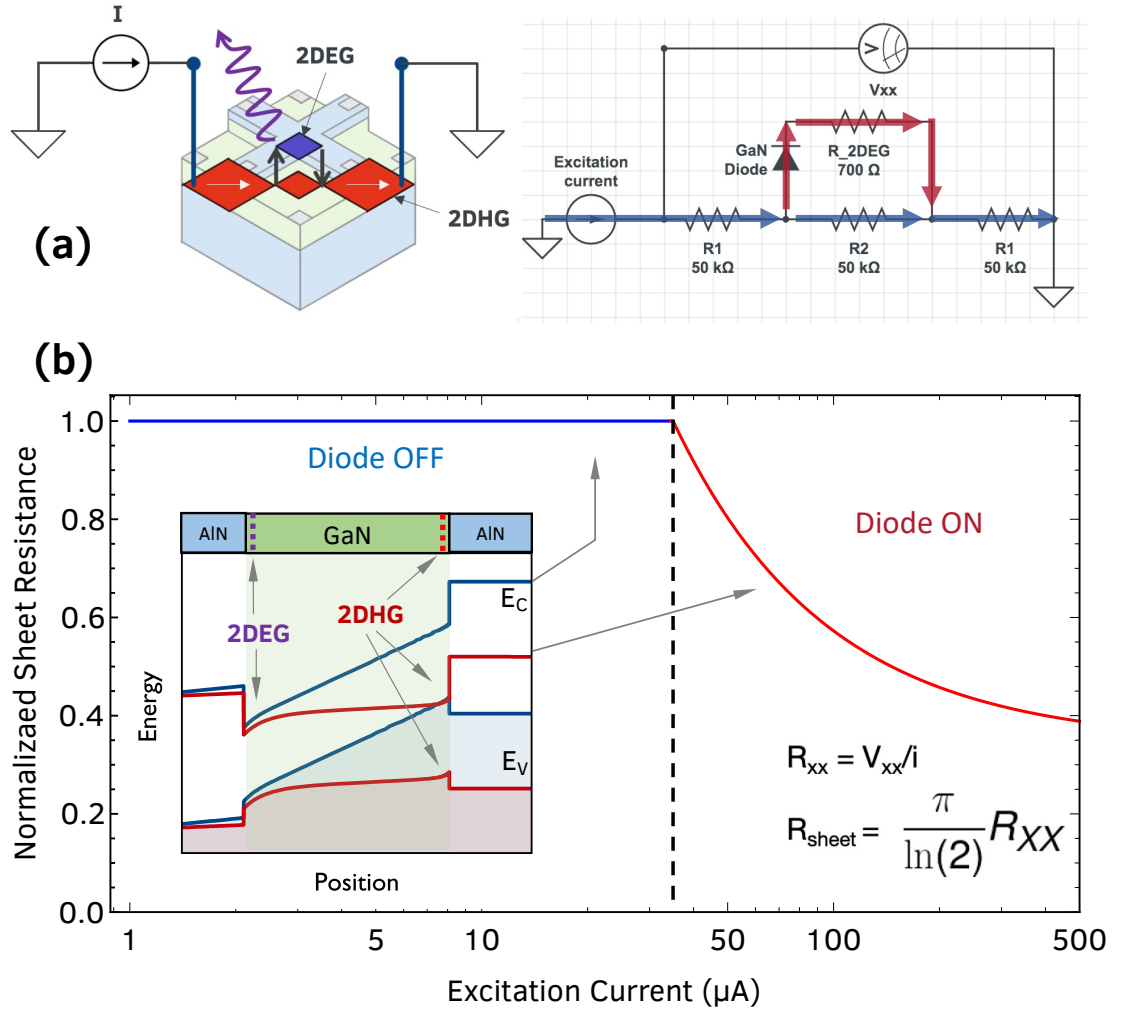 (a)
I
2DEG
2DHG
Vxx
Excitation
current
GaN
Diode
R_2DEG
700 Ω
R1
50 kΩ
R2
50 kΩ
R1
50 kΩ
V
(b)
Normalizaed Sheet Resistance
1.0
0.8
0.6
0.4
0.2
0.0
Diode OFF
Diode ON
AlN
GaN
AlN
2DEG
2DHG
E_C
E_V
Energy
Position
R_xx = V_xx/i
R_sheet = π/ln(2) R_XX
1
5
10
50
100
500
Excitation Current (μA)